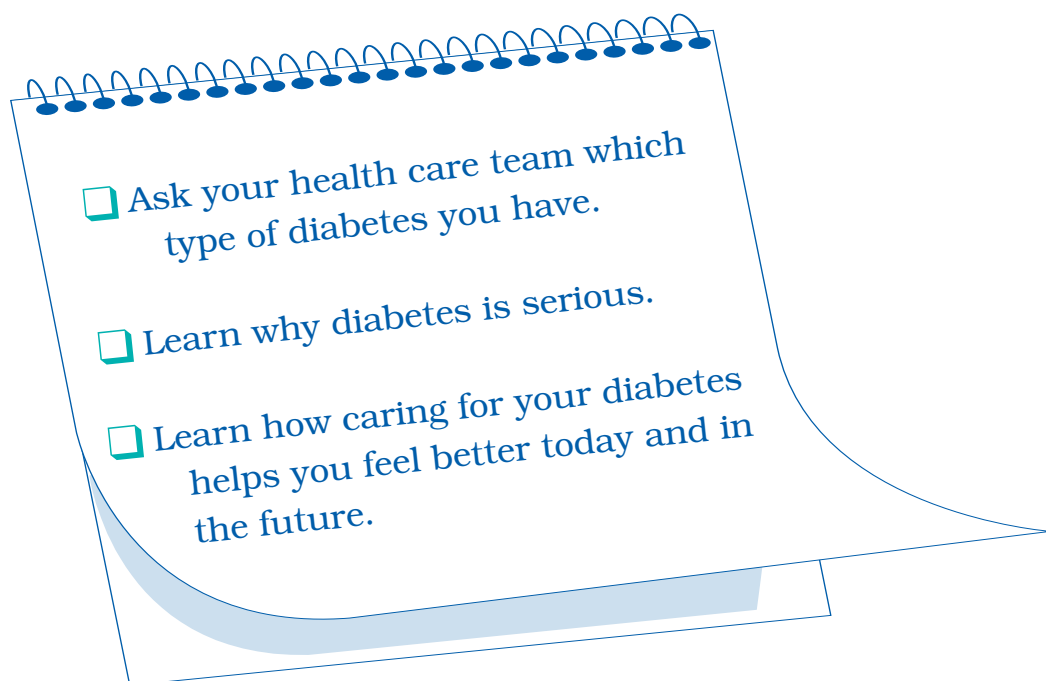 ❏ Ask your health care team which
type of diabetes you have.
❏ Learn why diabetes is serious.
❏ Learn how caring for your diabetes
helps you feel better today and in
the future.